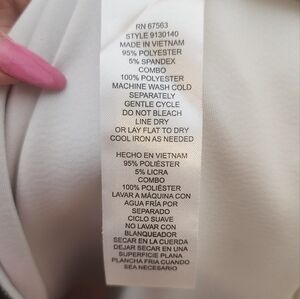 RN 67563
STYLE 9130140
MADE IN VIETNAM
95% POLYESTER
5% SPANDEX
COMBO
100% POLYESTER
MACHINE WASH COLD
SEPARATELY
GENTLE CYCLE
DO NOT BLEACH
LINE DRY
OR LAY FLAT TO DRY
COOL IRON AS NEEDED
HECHO EN VIETNAM
95% POLIÉSTER
5% LICRA
COMBO
100% POLIÉSTER
LAVAR A MÁQUINA CON
AGUA FRÍA POR
SEPARADO
CICLO SUAVE
NO LAVAR CON
BLANQUEADOR
SECAR EN LA CUERDA
DEJAR SECAR EN UNA
SUPERFICIE PLANA
PLANCHA FRIA CUANDO
SEA NECESARIO